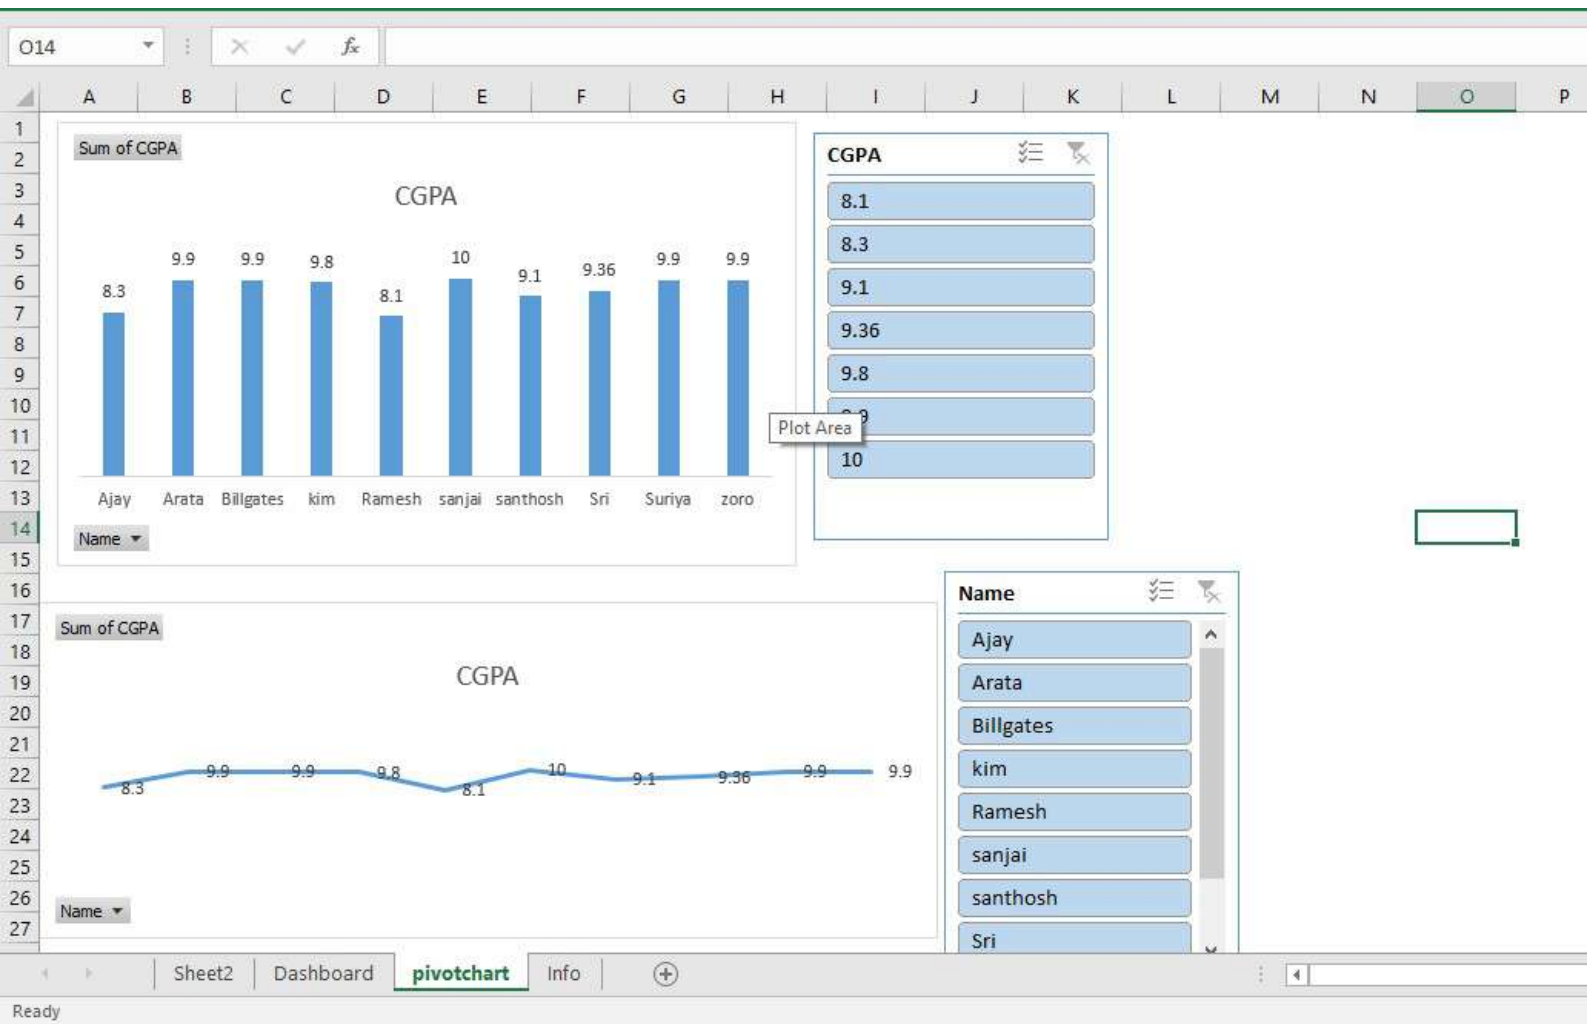 O14
fx
A B C D E F G H I J K L M N O P
1
2
3
4
5
6
7
8
9
10
11
12
13
14
15
16
17
18
19
20
21
22
23
24
25
26
27
Sum of CGPA
CGPA
8.3 9.9 9.9 9.8 8.1 10 9.1 9.36 9.9 9.9
Ajay Arata Billgates kim Ramesh sanjai santhosh Sri Suriya zoro
Name
CGPA
8.1
8.3
9.1
9.36
9.8
Plot Area
10
Sum of CGPA
CGPA
8.3 9.9 9.9 9.8 8.1 10 9.1 9.36 9.9 9.9
Name
Name
Ajay
Arata
Billgates
kim
Ramesh
sanjai
santhosh
Sri
Sheet2 Dashboard pivotchart Info
Ready